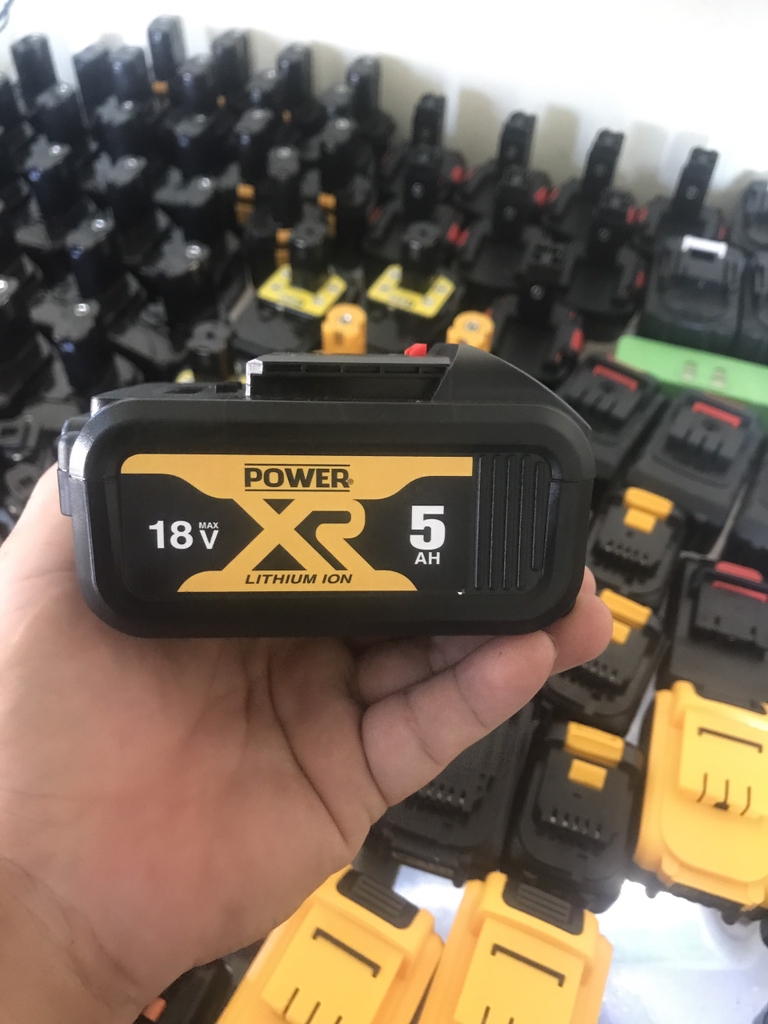 POWER®
18 MAX V
XR
5
AH
LITHIUM ION